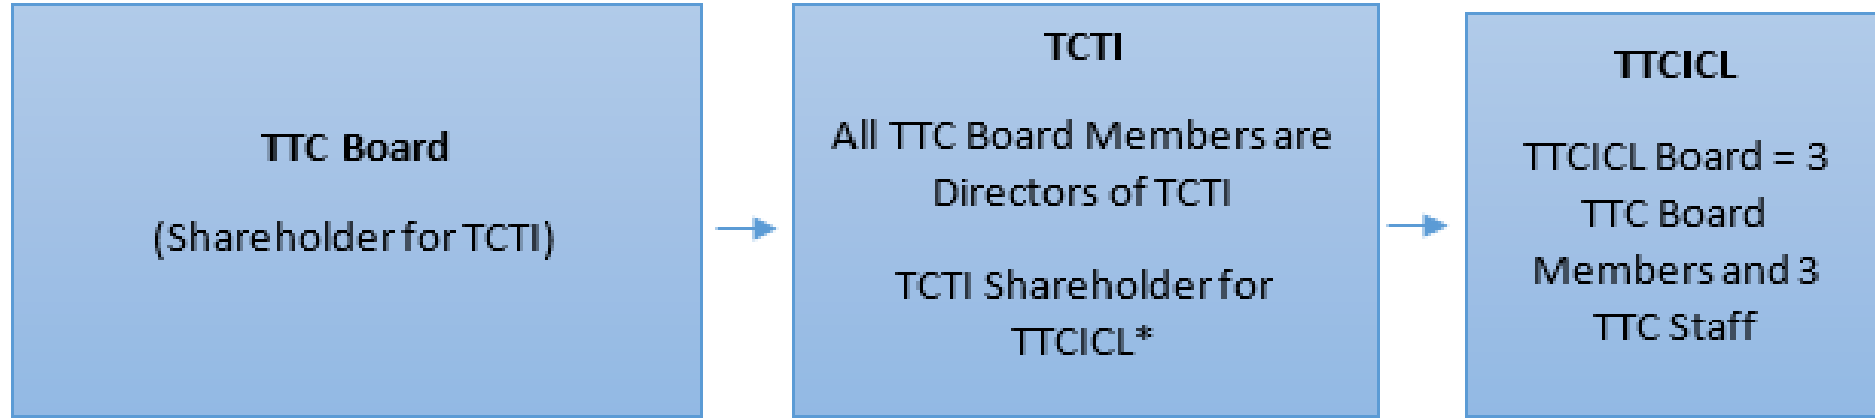 TTC Board
(Shareholder for TCTI)
TCTI
All TTC Board Members are
Directors of TCTI
TCTI Shareholder for
TTCICL*
TTCICL
TTCICL Board = 3
TTC Board
Members and 3
TTC Staff